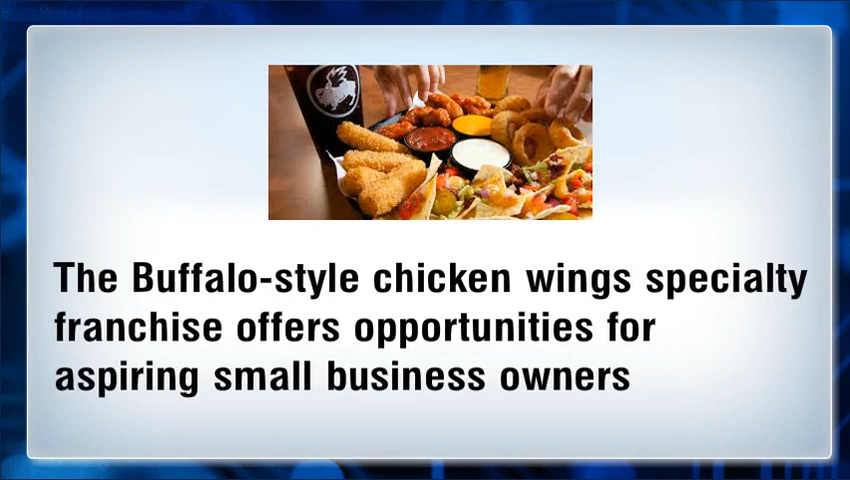 The Buffalo-style chicken wings specialty
franchise offers opportunities for
aspiring small business owners